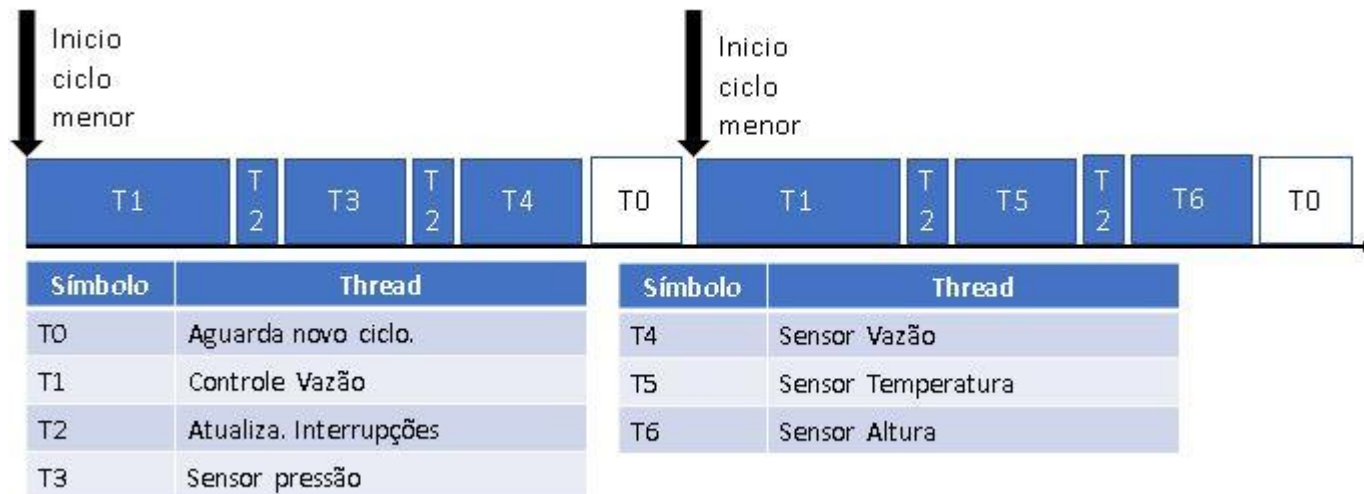 Inicio
ciclo
menor
Inicio
ciclo
menor
T1
T
2
T3
T
2
T4
T0
T1
T
2
T5
T
2
T6
T0
Símbolo Thread
T0 Aguarda novo ciclo.
T1 Controle Vazão
T2 Atualiza. Interrupções
T3 Sensor pressão
Símbolo Thread
T4 Sensor Vazão
T5 Sensor Temperatura
T6 Sensor Altura